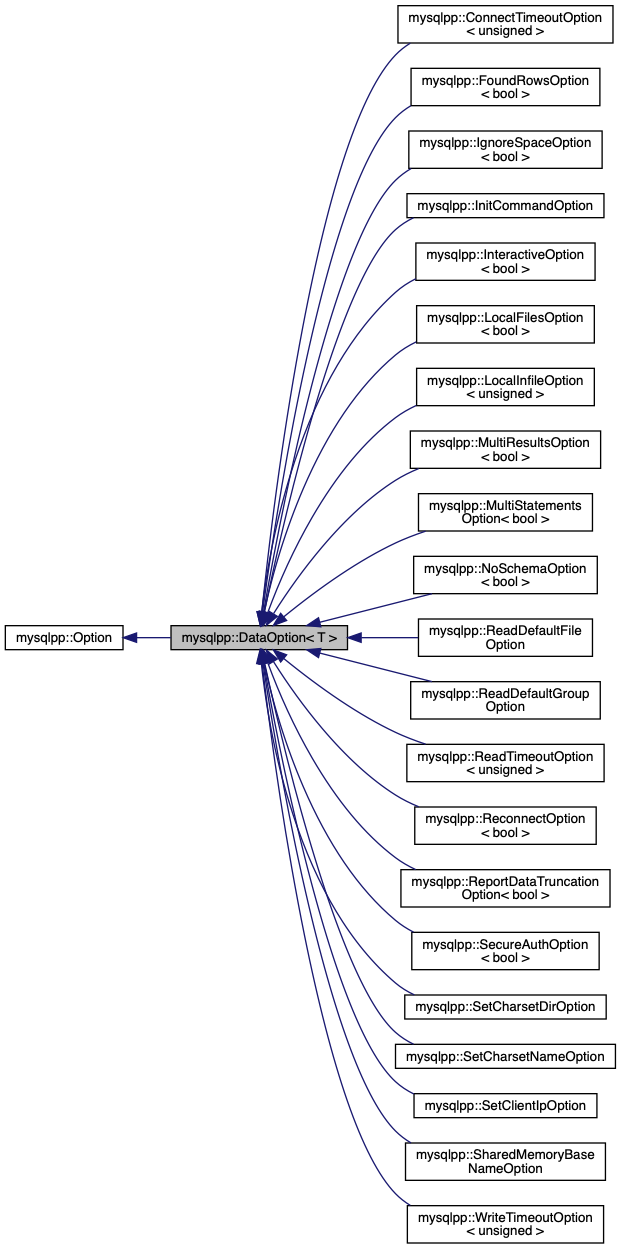 mysqlpp::ConnectTimeoutOption
< unsigned >
mysqlpp::FoundRowsOption
< bool >
mysqlpp::IgnoreSpaceOption
< bool >
mysqlpp::InitCommandOption
mysqlpp::InteractiveOption
< bool >
mysqlpp::LocalFilesOption
< bool >
mysqlpp::LocalInfileOption
< unsigned >
mysqlpp::MultiResultsOption
< bool >
mysqlpp::MultiStatements
Option< bool >
mysqlpp::NoSchemaOption
< bool >
mysqlpp::Option
mysqlpp::DataOption< T >
mysqlpp::ReadDefaultFile
Option
mysqlpp::ReadDefaultGroup
Option
mysqlpp::ReadTimeoutOption
< unsigned >
mysqlpp::ReconnectOption
< bool >
mysqlpp::ReportDataTruncation
Option< bool >
mysqlpp::SecureAuthOption
< bool >
mysqlpp::SetCharsetDirOption
mysqlpp::SetCharsetNameOption
mysqlpp::SetClientIpOption
mysqlpp::SharedMemoryBase
NameOption
mysqlpp::WriteTimeoutOption
< unsigned >